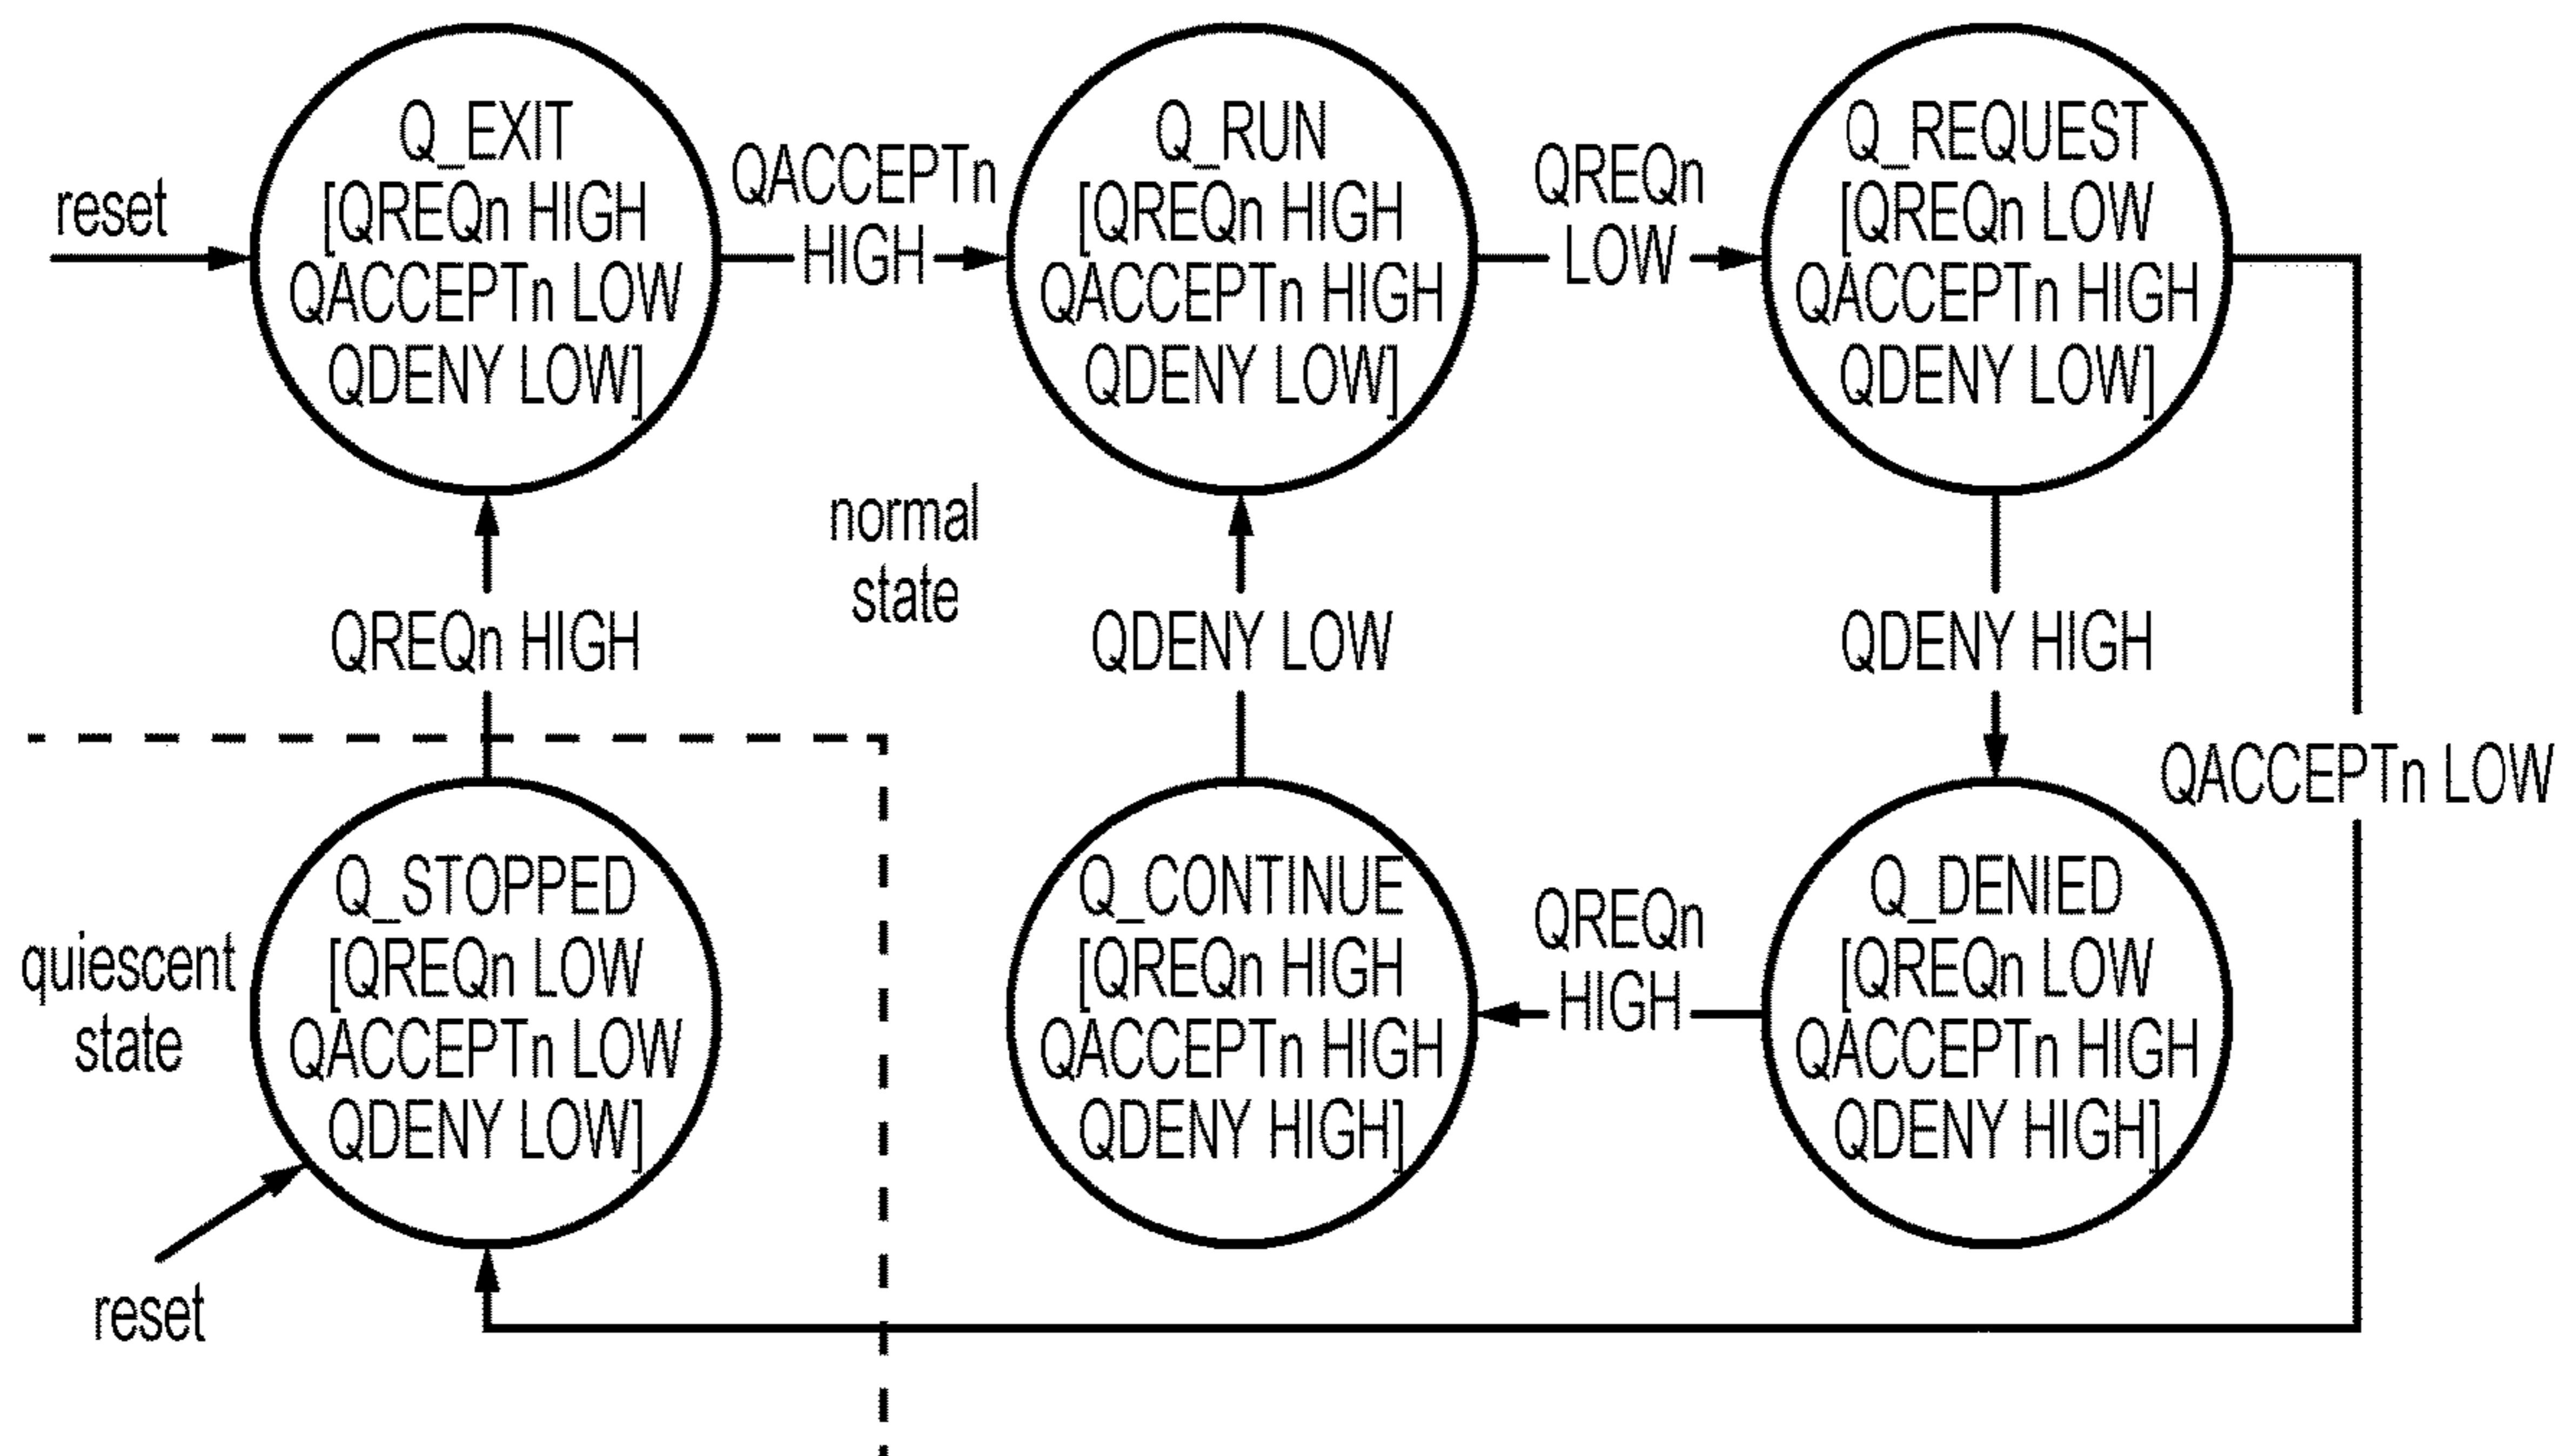 reset
Q_EXIT
[QREQn HIGH
QACCEPTn LOW
QDENY LOW]
QACCEPTn
HIGH
Q_RUN
[QREQn HIGH
QACCEPTn HIGH
QDENY LOW]
QREQn
LOW
Q_REQUEST
[QREQn LOW
QACCEPTn HIGH
QDENY LOW]
normal
state
QREQn HIGH
QDENY LOW
QDENY HIGH
QACCEPTn LOW
quiescent
state
Q_STOPPED
[QREQn LOW
QACCEPTn LOW
QDENY LOW]
Q_CONTINUE
[QREQn HIGH
QACCEPTn HIGH
QDENY HIGH]
QREQn
HIGH
Q_DENIED
[QREQn LOW
QACCEPTn HIGH
QDENY HIGH]
reset